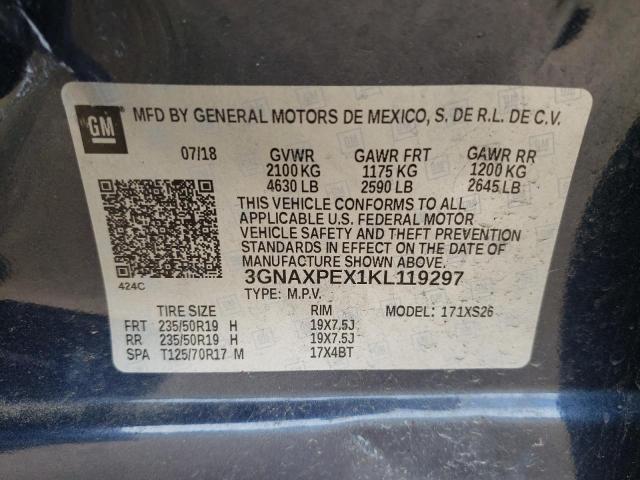 GM MFD BY GENERAL MOTORS DE MEXICO, S. DE R.L. DE C.V.
07/18 GVWR GAWR FRT GAWR RR
2100 KG 1175 KG 1200 KG
4630 LB 2590 LB 2645 LB
THIS VEHICLE CONFORMS TO ALL
APPLICABLE U.S. FEDERAL MOTOR
VEHICLE SAFETY AND THEFT PREVENTION
STANDARDS IN EFFECT ON THE DATE OF
MANUFACTURE SHOWN ABOVE.
424C 3GNAXPEX1KL119297
TYPE: M.P.V.
TIRE SIZE RIM MODEL: 171XS26
FRT 235/50R19 H 19X7.5J
RR 235/50R19 H 19X7.5J
SPA T125/70R17 M 17X4BT